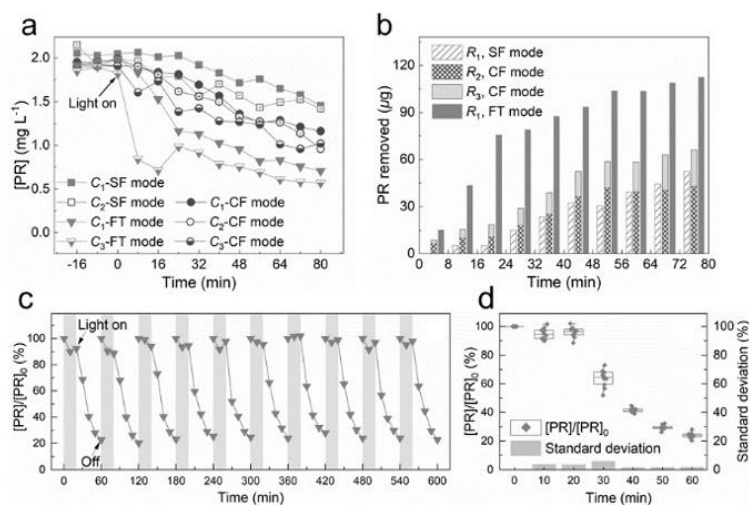 a
[PR] (mg L⁻¹)
2.0
1.5
1.0
0.5
0.0
Light on
C₁-SF mode
C₂-SF mode
C₁-FT mode
C₁-CF mode
C₂-CF mode
C₃-FT mode
C₃-CF mode
-16 0 16 32 48 64 80
Time (min)
b
PR removed (µg)
120
90
60
30
0
R₁, SF mode
R₂, CF mode
R₃, CF mode
R₁, FT mode
0 8 16 24 32 40 48 56 64 72 80
Time (min)
c
[PR]/[PR]₀ (%)
100
80
60
40
20
0
Light on
Off
0 60 120 180 240 300 360 420 480 540 600
Time (min)
d
[PR]/[PR]₀ (%)
100
80
60
40
20
0
[PR]/[PR]₀
Standard deviation
0 10 20 30 40 50 60
Time (min)
100
80
60
40
20
0
Standard deviation (%)